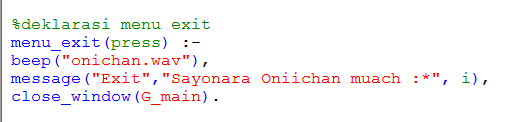 %deklarasi menu exit
menu_exit(press) :-
beep("onichan.wav"),
message("Exit","Sayonara Oniichan muach :*", i),
close_window(G_main).